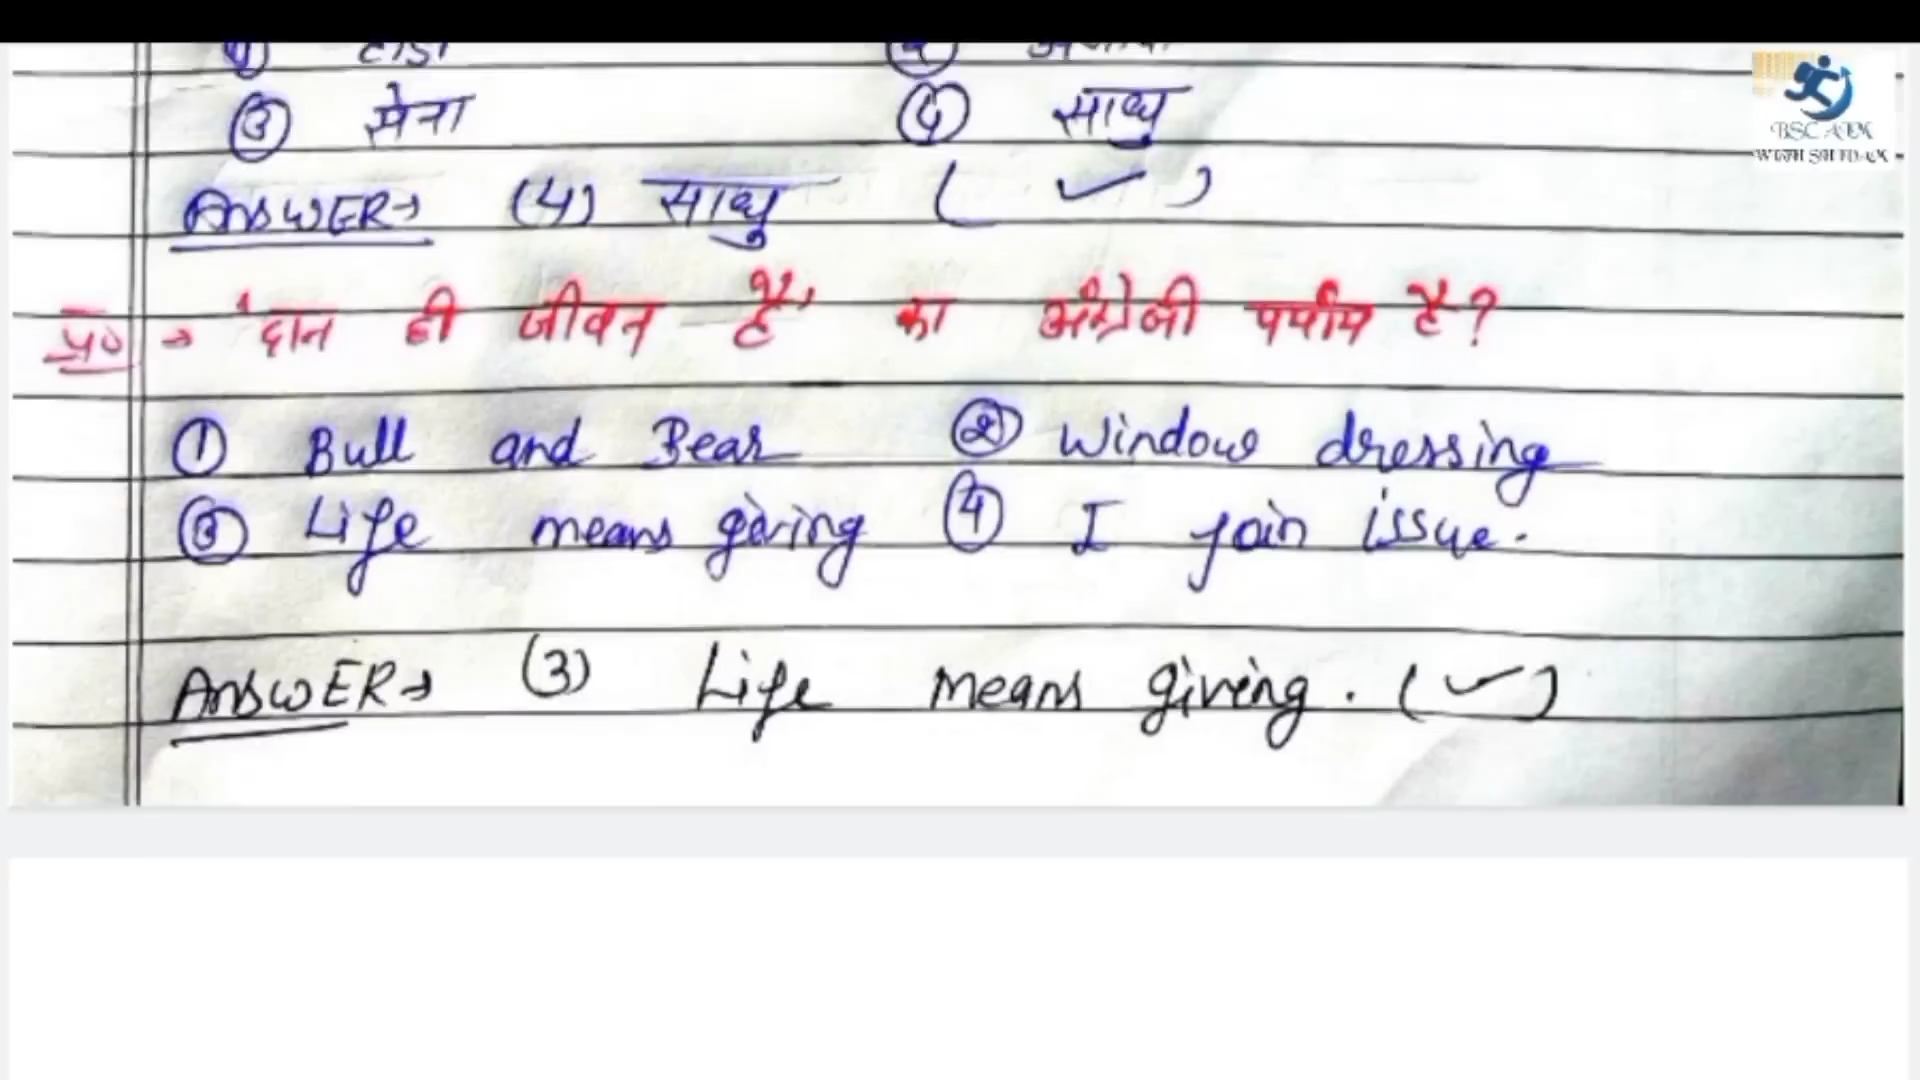 ③ सेना ④ साधु
ANSWER→ (4) साधु (✓)
प्र० → 'दान ही जीवन है' का अंग्रेजी पर्याय है?
① Bull and Bear ② Window dressing
③ Life means giving ④ I join issue.
ANSWER→ (3) Life means giving. (✓)